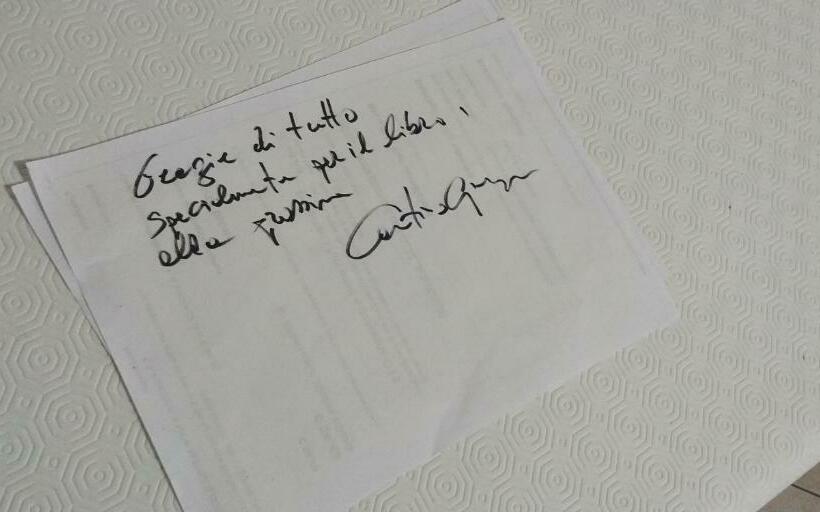 Grazie di tutto
specialmente per il libro,
alla prossima